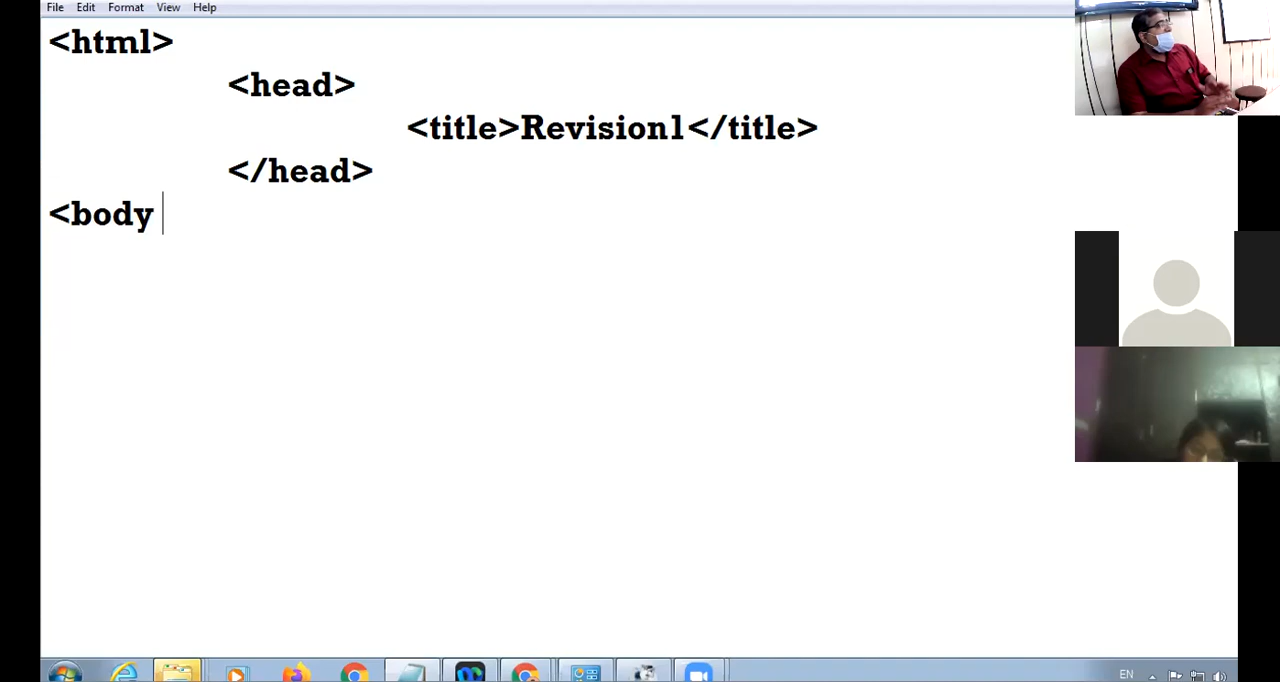 File Edit Format View Help
<html>
<head>
<title>Revision1</title>
</head>
<body
EN